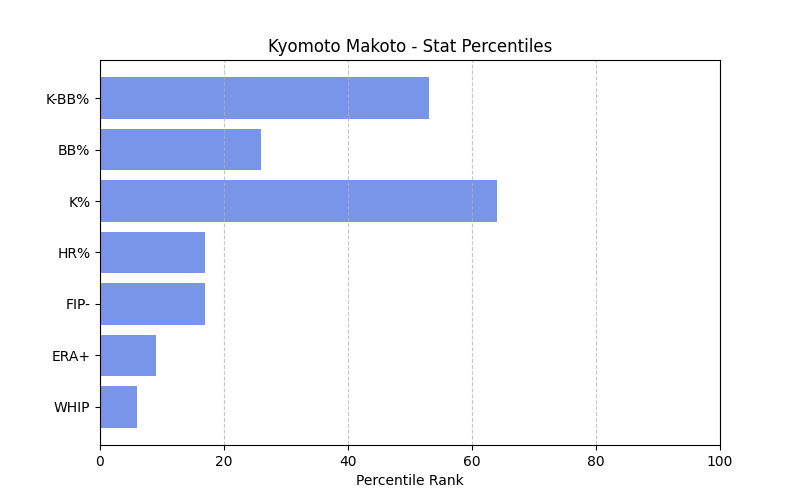 Kyomoto Makoto - Stat Percentiles
K-BB%
BB%
K%
HR%
FIP-
ERA+
WHIP
0 20 40 60 80 100
Percentile Rank